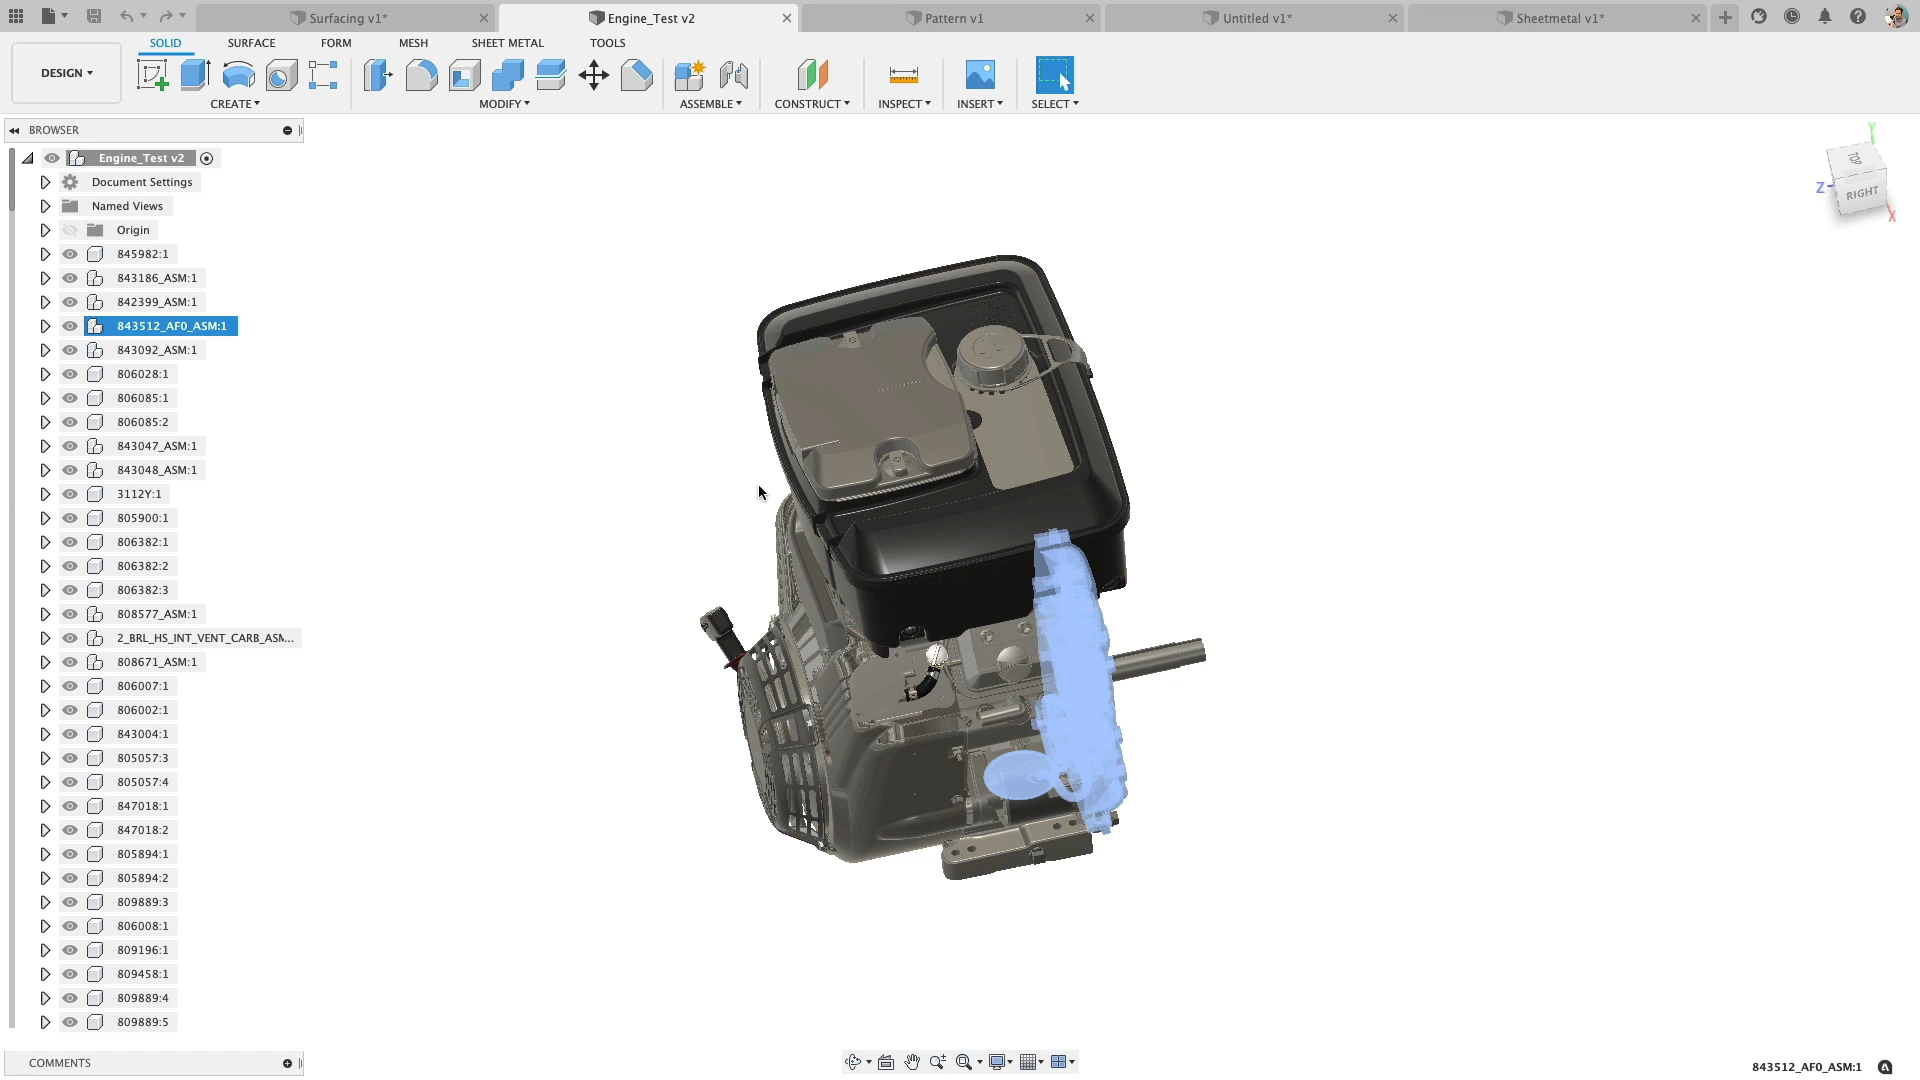 Surfacing v1*
Engine_Test v2
Pattern v1
Untitled v1*
Sheetmetal v1*
SOLID
SURFACE
FORM
MESH
SHEET METAL
TOOLS
DESIGN
CREATE
MODIFY
ASSEMBLE
CONSTRUCT
INSPECT
INSERT
SELECT
BROWSER
Engine_Test v2
Document Settings
Named Views
Origin
845982:1
843186_ASM:1
842399_ASM:1
843512_AF0_ASM:1
843092_ASM:1
806028:1
806085:1
806085:2
843047_ASM:1
843048_ASM:1
3112Y:1
805900:1
806382:1
806382:2
806382:3
808577_ASM:1
2_BRL_HS_INT_VENT_CARB_ASM...
808671_ASM:1
806007:1
806002:1
843004:1
805057:3
805057:4
847018:1
847018:2
805894:1
805894:2
809889:3
806008:1
809196:1
809458:1
809889:4
809889:5
COMMENTS
Y
TOP
Z
RIGHT
X
843512_AF0_ASM:1